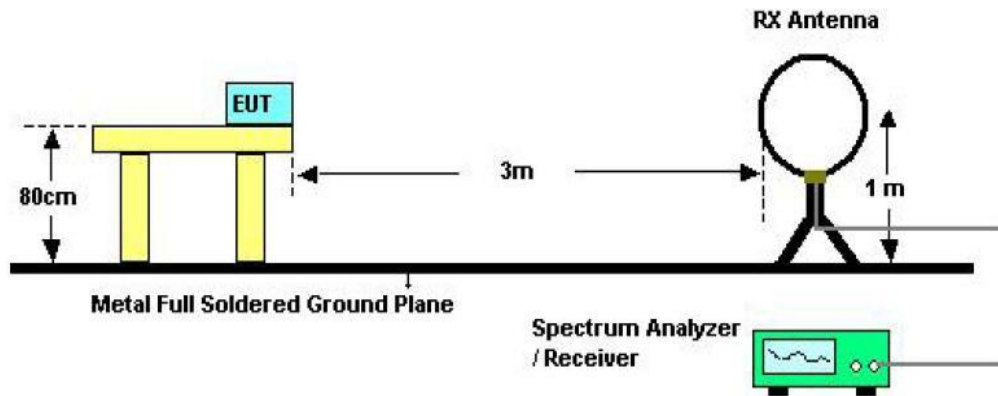 RX Antenna
EUT
3m
80cm
1 m
Metal Full Soldered Ground Plane
Spectrum Analyzer
/ Receiver